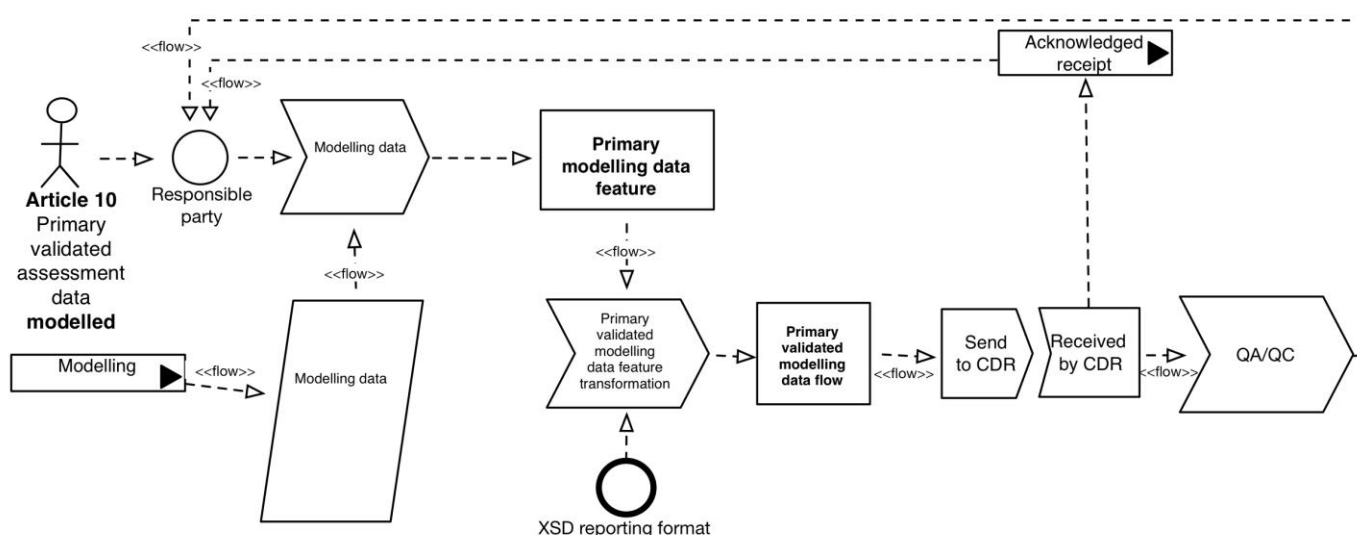 <<flow>>
Acknowledged
receipt
<<flow>>
Modelling data
Primary
modelling data
feature
Responsible
party
Article 10
Primary
validated
assessment
data
modelled
<<flow>>
<<flow>>
Modelling
<<flow>>
Modelling data
Primary
validated
modelling
data feature
transformation
Primary
validated
modelling
data flow
<<flow>>
Send
to CDR
Received
by CDR
<<flow>>
QA/QC
XSD reporting format